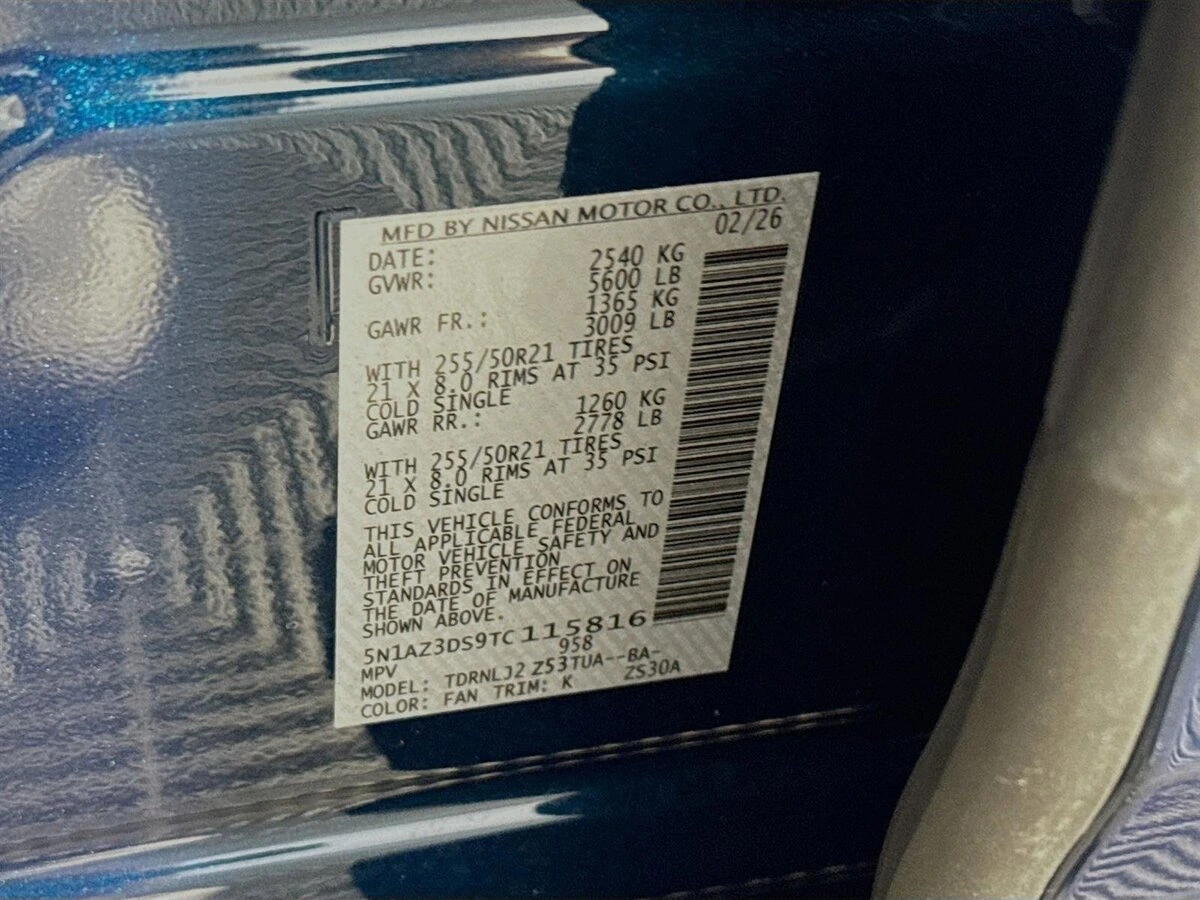 MFD BY NISSAN MOTOR CO., LTD.
DATE: 02/26
GVWR: 2540 KG
5600 LB
GAWR FR.: 1365 KG
3009 LB
WITH 255/50R21 TIRES
21 X 8.0 RIMS AT 35 PSI
COLD SINGLE
GAWR RR.: 1260 KG
2778 LB
WITH 255/50R21 TIRES
21 X 8.0 RIMS AT 35 PSI
COLD SINGLE
THIS VEHICLE CONFORMS TO
ALL APPLICABLE FEDERAL
MOTOR VEHICLE SAFETY AND
THEFT PREVENTION
STANDARDS IN EFFECT ON
THE DATE OF MANUFACTURE
SHOWN ABOVE.
5N1AZ3DS9TC115816
MPV 958
MODEL: TDRNLJ2 Z53TUA--BA-
COLOR: FAN TRIM: K ZS30A